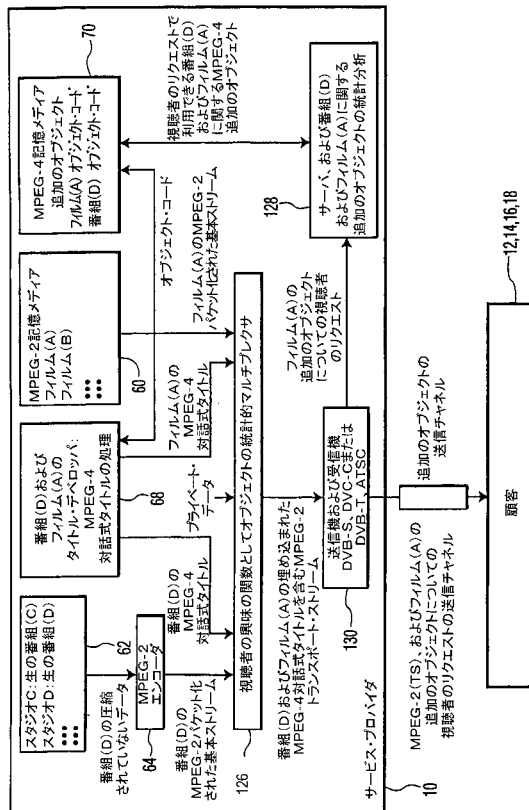 スタジオC: 生の番組(C)
スタジオD: 生の番組(D)
62
番組(D)の圧縮
されていないデータ
MPEG-2
エンコーダ
64
番組(D)の
MPEG-2パケット化
された基本ストリーム
番組(D)および
フィルム(A)の
タイトル・デベロッパ:
MPEG-4
対話式タイトルの処理
68
番組(D)の
MPEG-4
対話式タイトル
プライベート・
データ
フィルム(A)の
MPEG-4
対話式タイトル
MPEG-2記憶メディア
フィルム(A)
フィルム(B)
60
フィルム(A)のMPEG-2
パケット化された基本ストリーム
オブジェクト・コード
MPEG-4記憶メディア
追加のオブジェクト
フィルム(A) オブジェクト・コード
番組(D) オブジェクト・コード
70
視聴者のリクエストで
利用できる番組(D)
およびフィルム(A)
に関するMPEG-4
追加のオブジェクト
視聴者の興味の関数としてオブジェクトの統計的マルチプレクサ
126
番組(D)およびフィルム(A)の埋め込まれた
MPEG-4対話式タイトルを含むMPEG-2
トランスポート・ストリーム
送信機および受信機
DVB-S、DVC-Cまたは
DVB-T、ATSC
130
フィルム(A)の
追加のオブジェクト
についての視聴者
のリクエスト
サーバ、および番組(D)
およびフィルム(A)に関する
追加のオブジェクトの統計分析
128
サービス・プロバイダ
10
MPEG-2(TS)、およびフィルム(A)の
追加のオブジェクトについての
視聴者のリクエストの送信チャネル
追加のオブジェクトの
送信チャネル
顧客
12,14,16,18